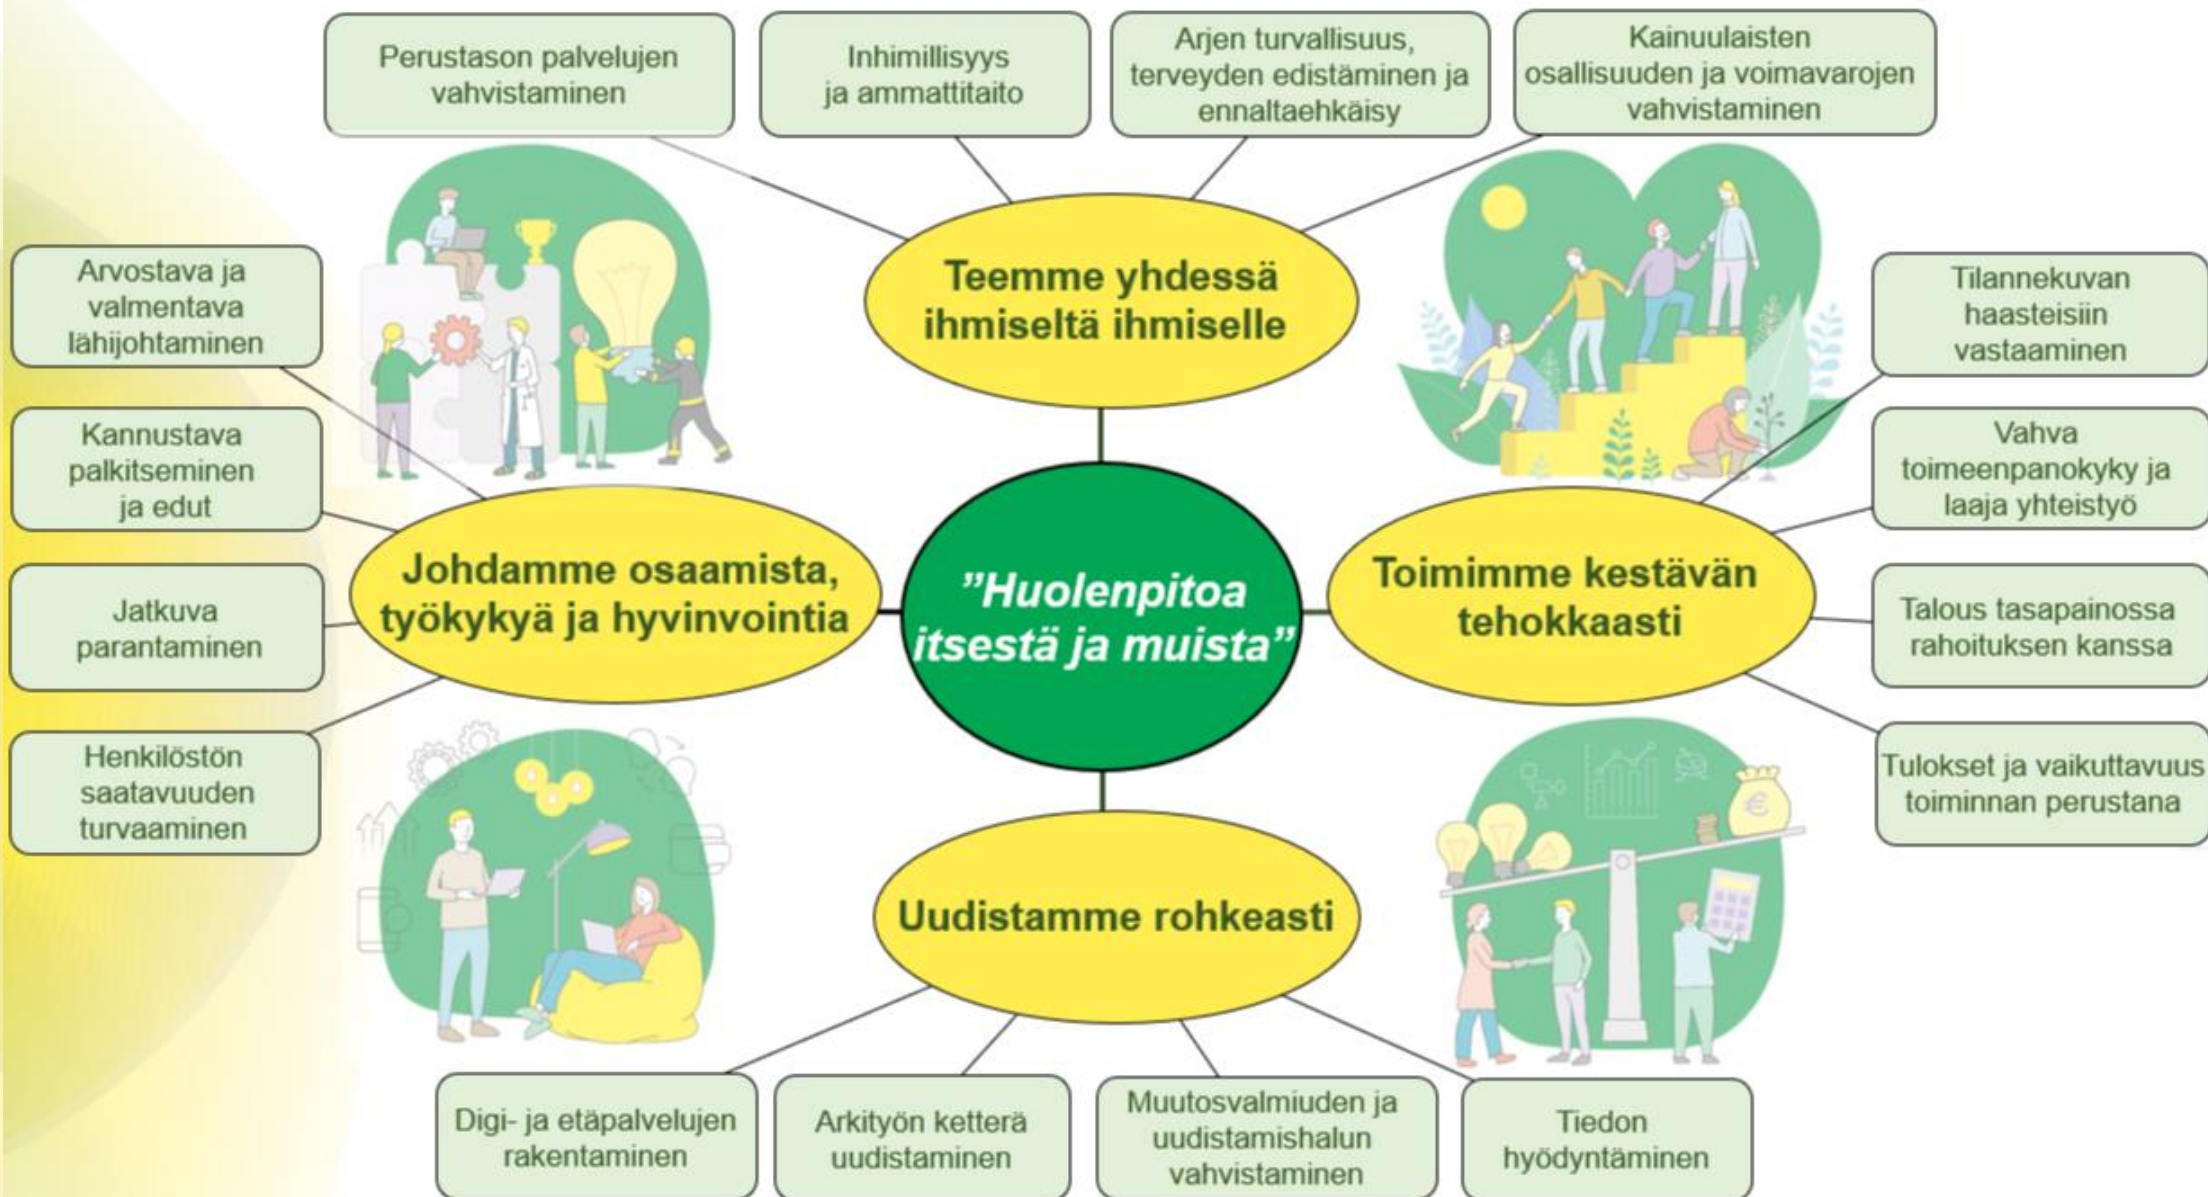 Perustason palvelujen
vahvistaminen
Inhimillisyys
ja ammattitaito
Arjen turvallisuus,
terveyden edistäminen ja
ennaltaehkäisy
Kainuulaisten
osallisuuden ja voimavarojen
vahvistaminen
Teemme yhdessä
ihmiseltä ihmiselle
Arvostava ja
valmentava
lähijohtaminen
Kannustava
palkitseminen
ja edut
Jatkuva
parantaminen
Henkilöstön
saatavuuden
turvaaminen
Johdamme osaamista,
työkykyä ja hyvinvointia
”Huolenpitoa
itsestä ja muista”
Toimimme kestävän
tehokkaasti
Tilannekuvan
haasteisiin
vastaaminen
Vahva
toimeenpanokyky ja
laaja yhteistyö
Talous tasapainossa
rahoituksen kanssa
Tulokset ja vaikuttavuus
toiminnan perustana
€
Uudistamme rohkeasti
Digi- ja etäpalvelujen
rakentaminen
Arkityön ketterä
uudistaminen
Muutosvalmiuden ja
uudistamishalun
vahvistaminen
Tiedon
hyödyntäminen